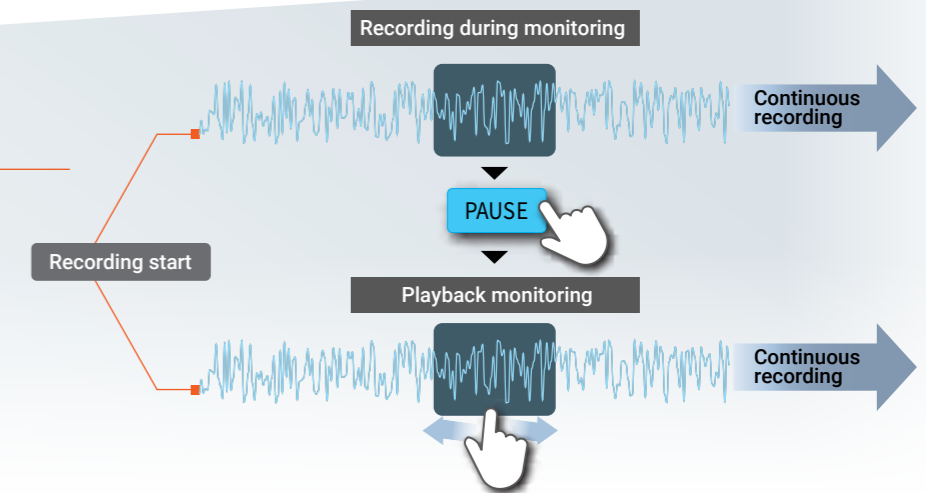 Recording during monitoring
Continuous
recording
PAUSE
Recording start
Playback monitoring
Continuous
recording